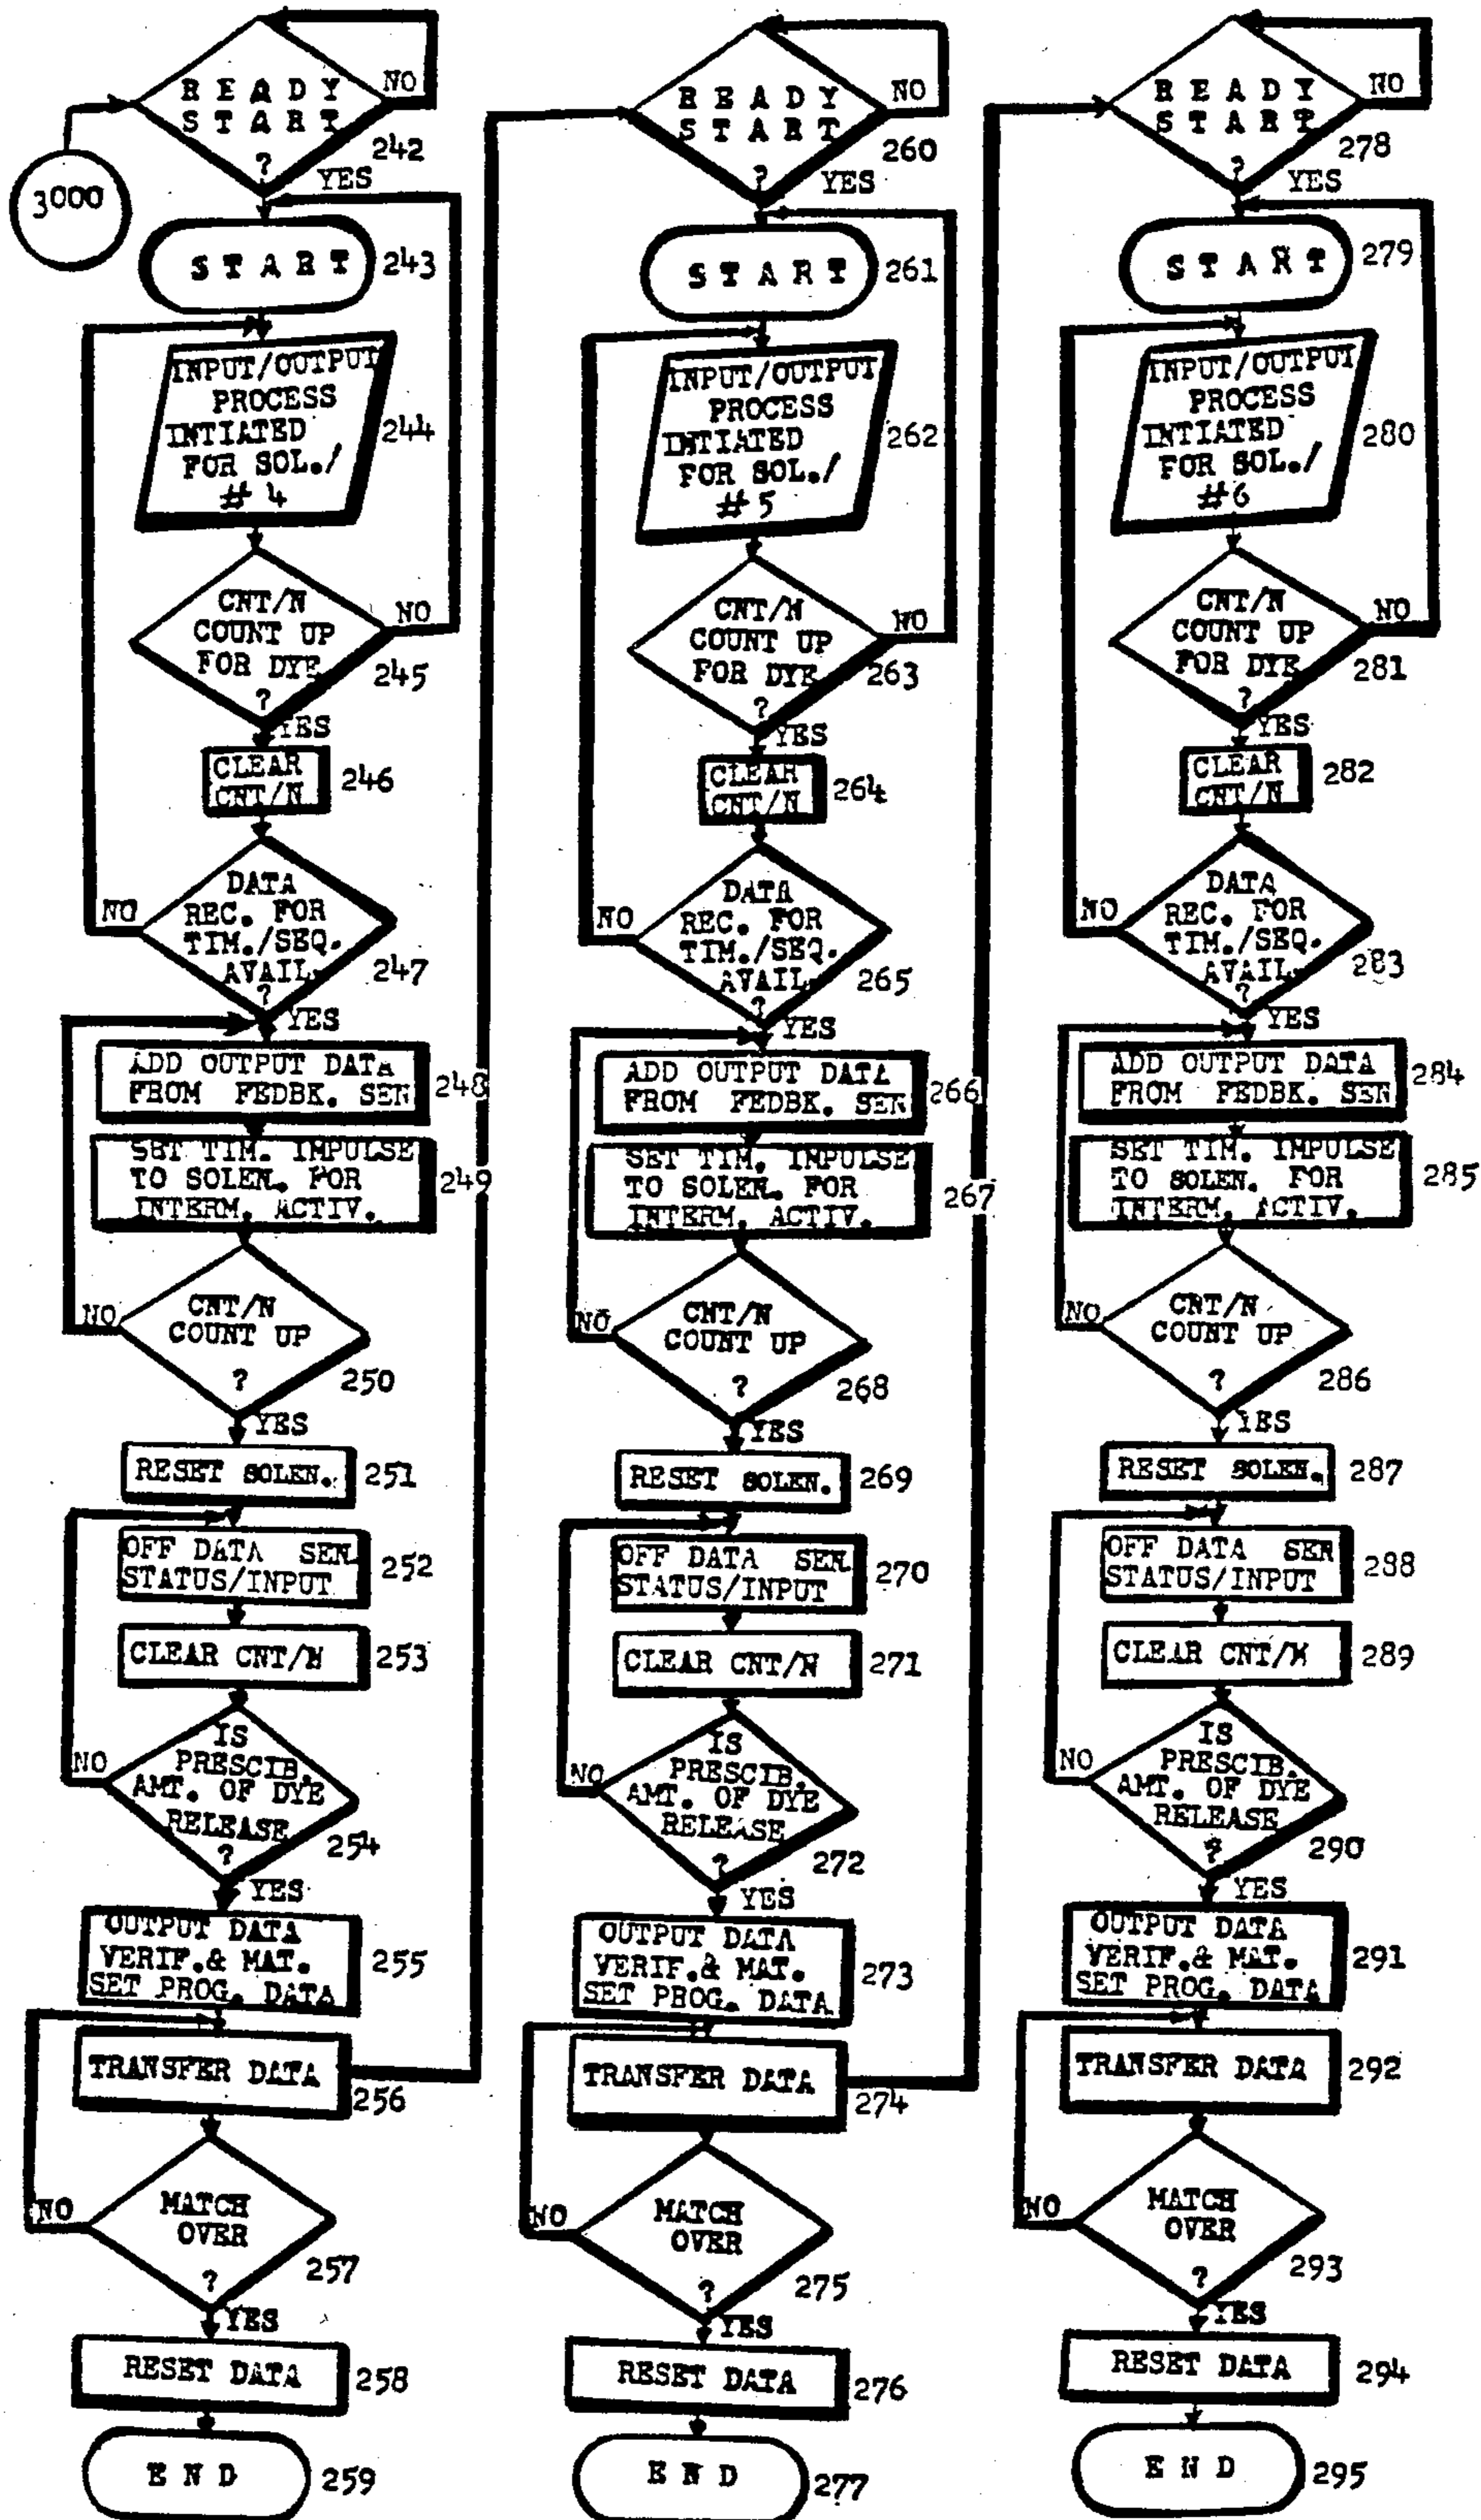 READY
START
?
NO
242
YES
3000
START
243
INPUT/OUTPUT
PROCESS
INTIATED
FOR SOL./
# 4
244
CNT/N
COUNT UP
FOR DYE
?
NO
245
YES
CLEAR
CNT/N
246
DATA
REC. FOR
TIM./SEQ.
AVAIL.
?
NO
247
YES
ADD OUTPUT DATA
FROM FEDBK. SEN
248
SET TIM. IMPULSE
TO SOLEN. FOR
INTERM. ACTIV.
249
CNT/N
COUNT UP
?
NO
250
YES
RESET SOLEN.
251
OFF DATA SEN.
STATUS/INPUT
252
CLEAR CNT/N
253
IS
PRESCIB.
AMT. OF DYE
RELEASE
?
NO
254
YES
OUTPUT DATA
VERIF.& MAT.
SET PROG. DATA
255
TRANSFER DATA
256
MATCH
OVER
?
NO
257
YES
RESET DATA
258
END
259
READY
START
?
NO
260
YES
START
261
INPUT/OUTPUT
PROCESS
INTIATED
FOR SOL./
# 5
262
CNT/N
COUNT UP
FOR DYE
?
NO
263
YES
CLEAR
CNT/N
264
DATA
REC. FOR
TIM./SEQ.
AVAIL.
?
NO
265
YES
ADD OUTPUT DATA
FROM FEDBK. SEN
266
SET TIM. IMPULSE
TO SOLEN. FOR
INTERM. ACTIV.
267
CNT/N
COUNT UP
?
NO
268
YES
RESET SOLEN.
269
OFF DATA SEN.
STATUS/INPUT
270
CLEAR CNT/N
271
IS
PRESCIB.
AMT. OF DYE
RELEASE
?
NO
272
YES
OUTPUT DATA
VERIF.& MAT.
SET PROG. DATA
273
TRANSFER DATA
274
MATCH
OVER
?
NO
275
YES
RESET DATA
276
END
277
READY
START
?
NO
278
YES
START
279
INPUT/OUTPUT
PROCESS
INTIATED
FOR SOL./
#6
280
CNT/N
COUNT UP
FOR DYE
?
NO
281
YES
CLEAR
CNT/N
282
DATA
REC. FOR
TIM./SEQ.
AVAIL.
?
NO
283
YES
ADD OUTPUT DATA
FROM FEDBK. SEN
284
SET TIM. IMPULSE
TO SOLEN. FOR
INTERM. ACTIV.
285
CNT/N
COUNT UP
?
NO
286
YES
RESET SOLEN.
287
OFF DATA SEN
STATUS/INPUT
288
CLEAR CNT/N
289
IS
PRESCIB.
AMT. OF DYE
RELEASE
?
NO
290
YES
OUTPUT DATA
VERIF.& MAT.
SET PROG. DATA
291
TRANSFER DATA
292
MATCH
OVER
?
NO
293
YES
RESET DATA
294
END
295